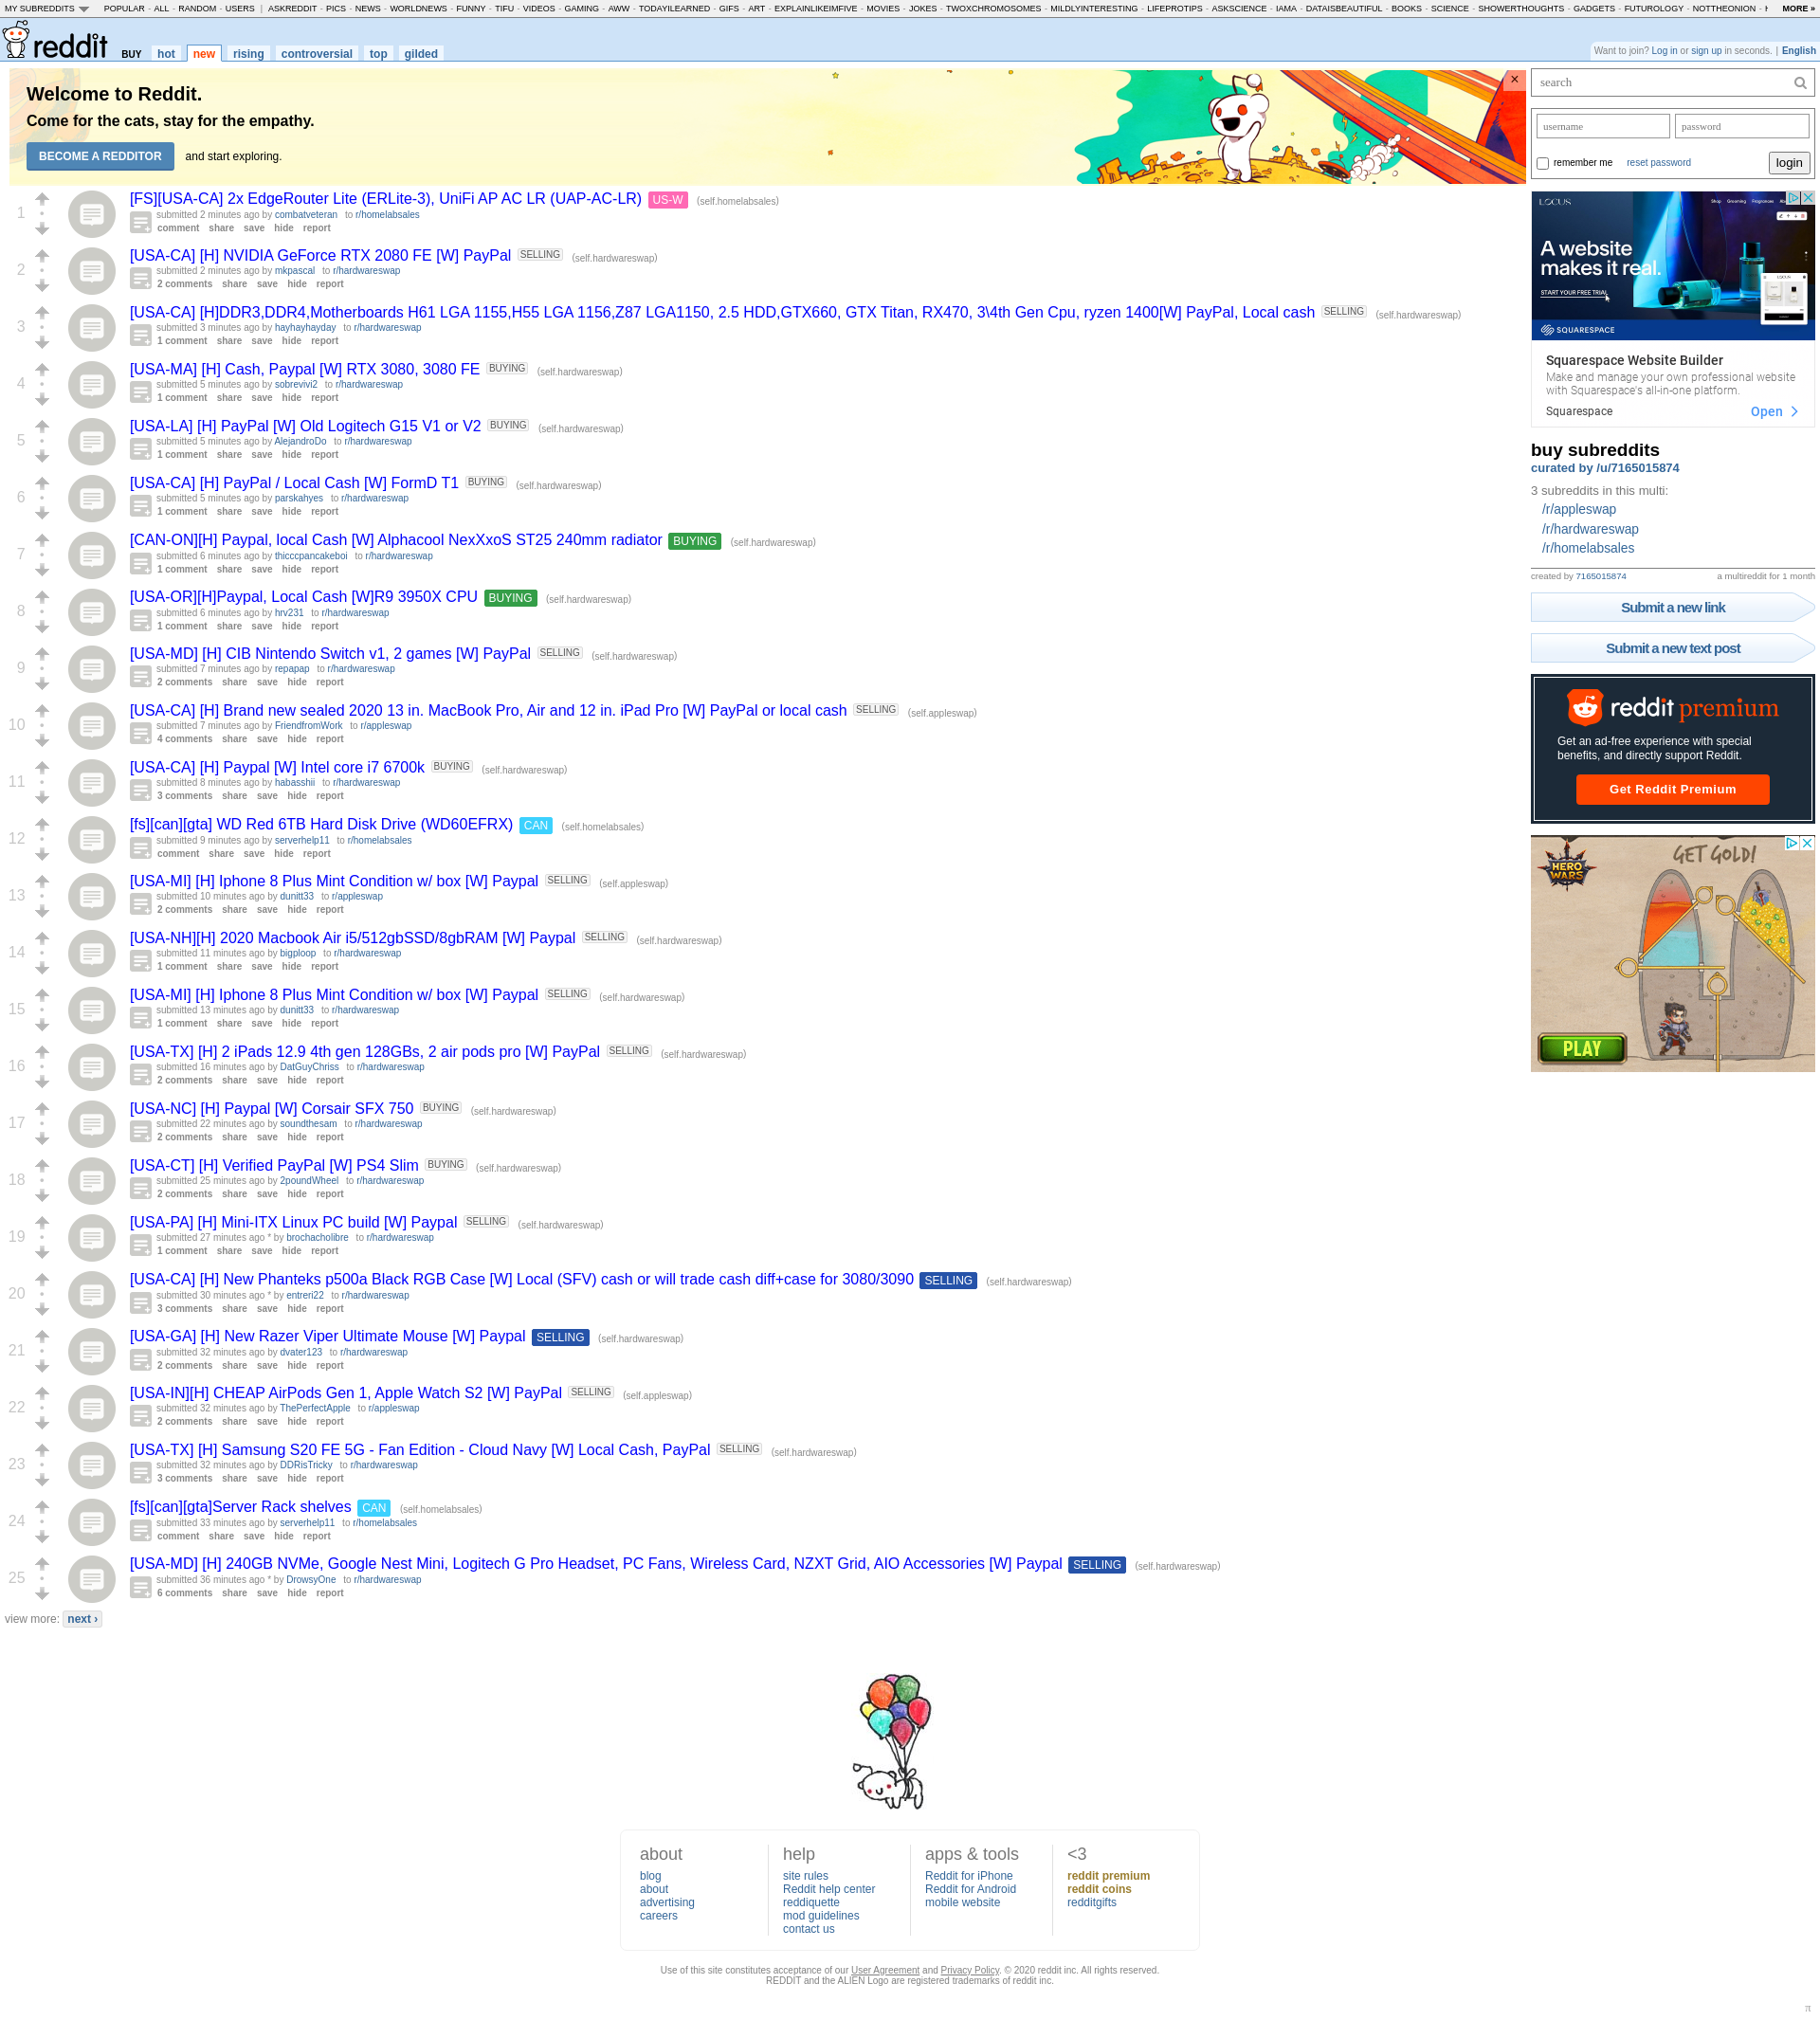 MY SUBREDDITS POPULAR - ALL - RANDOM - USERS | ASKREDDIT - PICS - NEWS - WORLDNEWS - FUNNY - TIFU - VIDEOS - GAMING - AWW - TODAYILEARNED - GIFS - ART - EXPLAINLIKEIMFIVE - MOVIES - JOKES - TWOXCHROMOSOMES - MILDLYINTERESTING - LIFEPROTIPS - ASKSCIENCE - IAMA - DATAISBEAUTIFUL - BOOKS - SCIENCE - SHOWERTHOUGHTS - GADGETS - FUTUROLOGY - NOTTHEONION - MORE »
reddit BUY hot new rising controversial top gilded
Want to join? Log in or sign up in seconds. | English
Welcome to Reddit.
Come for the cats, stay for the empathy.
BECOME A REDDITOR and start exploring.
×
1
[FS][USA-CA] 2x EdgeRouter Lite (ERLite-3), UniFi AP AC LR (UAP-AC-LR) US-W (self.homelabsales)
submitted 2 minutes ago by combatveteran to r/homelabsales
comment share save hide report
2
[USA-CA] [H] NVIDIA GeForce RTX 2080 FE [W] PayPal SELLING (self.hardwareswap)
submitted 2 minutes ago by mkpascal to r/hardwareswap
2 comments share save hide report
3
[USA-CA] [H]DDR3,DDR4,Motherboards H61 LGA 1155,H55 LGA 1156,Z87 LGA1150, 2.5 HDD,GTX660, GTX Titan, RX470, 3\4th Gen Cpu, ryzen 1400[W] PayPal, Local cash SELLING (self.hardwareswap)
submitted 3 minutes ago by hayhayhayday to r/hardwareswap
1 comment share save hide report
4
[USA-MA] [H] Cash, Paypal [W] RTX 3080, 3080 FE BUYING (self.hardwareswap)
submitted 5 minutes ago by sobrevivi2 to r/hardwareswap
1 comment share save hide report
5
[USA-LA] [H] PayPal [W] Old Logitech G15 V1 or V2 BUYING (self.hardwareswap)
submitted 5 minutes ago by AlejandroDo to r/hardwareswap
1 comment share save hide report
6
[USA-CA] [H] PayPal / Local Cash [W] FormD T1 BUYING (self.hardwareswap)
submitted 5 minutes ago by parskahyes to r/hardwareswap
1 comment share save hide report
7
[CAN-ON][H] Paypal, local Cash [W] Alphacool NexXxoS ST25 240mm radiator BUYING (self.hardwareswap)
submitted 6 minutes ago by thicccpancakeboi to r/hardwareswap
1 comment share save hide report
8
[USA-OR][H]Paypal, Local Cash [W]R9 3950X CPU BUYING (self.hardwareswap)
submitted 6 minutes ago by hrv231 to r/hardwareswap
1 comment share save hide report
9
[USA-MD] [H] CIB Nintendo Switch v1, 2 games [W] PayPal SELLING (self.hardwareswap)
submitted 7 minutes ago by repapap to r/hardwareswap
2 comments share save hide report
10
[USA-CA] [H] Brand new sealed 2020 13 in. MacBook Pro, Air and 12 in. iPad Pro [W] PayPal or local cash SELLING (self.appleswap)
submitted 7 minutes ago by FriendfromWork to r/appleswap
4 comments share save hide report
11
[USA-CA] [H] Paypal [W] Intel core i7 6700k BUYING (self.hardwareswap)
submitted 8 minutes ago by habasshii to r/hardwareswap
3 comments share save hide report
12
[fs][can][gta] WD Red 6TB Hard Disk Drive (WD60EFRX) CAN (self.homelabsales)
submitted 9 minutes ago by serverhelp11 to r/homelabsales
comment share save hide report
13
[USA-MI] [H] Iphone 8 Plus Mint Condition w/ box [W] Paypal SELLING (self.appleswap)
submitted 10 minutes ago by dunitt33 to r/appleswap
2 comments share save hide report
14
[USA-NH][H] 2020 Macbook Air i5/512gbSSD/8gbRAM [W] Paypal SELLING (self.hardwareswap)
submitted 11 minutes ago by bigploop to r/hardwareswap
1 comment share save hide report
15
[USA-MI] [H] Iphone 8 Plus Mint Condition w/ box [W] Paypal SELLING (self.hardwareswap)
submitted 13 minutes ago by dunitt33 to r/hardwareswap
1 comment share save hide report
16
[USA-TX] [H] 2 iPads 12.9 4th gen 128GBs, 2 air pods pro [W] PayPal SELLING (self.hardwareswap)
submitted 16 minutes ago by DatGuyChriss to r/hardwareswap
2 comments share save hide report
17
[USA-NC] [H] Paypal [W] Corsair SFX 750 BUYING (self.hardwareswap)
submitted 22 minutes ago by soundthesam to r/hardwareswap
2 comments share save hide report
18
[USA-CT] [H] Verified PayPal [W] PS4 Slim BUYING (self.hardwareswap)
submitted 25 minutes ago by 2poundWheel to r/hardwareswap
2 comments share save hide report
19
[USA-PA] [H] Mini-ITX Linux PC build [W] Paypal SELLING (self.hardwareswap)
submitted 27 minutes ago * by brochacholibre to r/hardwareswap
1 comment share save hide report
20
[USA-CA] [H] New Phanteks p500a Black RGB Case [W] Local (SFV) cash or will trade cash diff+case for 3080/3090 SELLING (self.hardwareswap)
submitted 30 minutes ago * by entreri22 to r/hardwareswap
3 comments share save hide report
21
[USA-GA] [H] New Razer Viper Ultimate Mouse [W] Paypal SELLING (self.hardwareswap)
submitted 32 minutes ago by dvater123 to r/hardwareswap
2 comments share save hide report
22
[USA-IN][H] CHEAP AirPods Gen 1, Apple Watch S2 [W] PayPal SELLING (self.appleswap)
submitted 32 minutes ago by ThePerfectApple to r/appleswap
2 comments share save hide report
23
[USA-TX] [H] Samsung S20 FE 5G - Fan Edition - Cloud Navy [W] Local Cash, PayPal SELLING (self.hardwareswap)
submitted 32 minutes ago by DDRisTricky to r/hardwareswap
3 comments share save hide report
24
[fs][can][gta]Server Rack shelves CAN (self.homelabsales)
submitted 33 minutes ago by serverhelp11 to r/homelabsales
comment share save hide report
25
[USA-MD] [H] 240GB NVMe, Google Nest Mini, Logitech G Pro Headset, PC Fans, Wireless Card, NZXT Grid, AIO Accessories [W] Paypal SELLING (self.hardwareswap)
submitted 36 minutes ago * by DrowsyOne to r/hardwareswap
6 comments share save hide report
view more: next ›
search
username password
remember me reset password login
LOCUS Shop Grooming Fragrances
A website
makes it real.
START YOUR FREE TRIAL
SQUARESPACE
Squarespace Website Builder
Make and manage your own professional website
with Squarespace's all-in-one platform.
Squarespace Open
buy subreddits
curated by /u/7165015874
3 subreddits in this multi:
/r/appleswap
/r/hardwareswap
/r/homelabsales
created by 7165015874 a multireddit for 1 month
Submit a new link
Submit a new text post
reddit premium
Get an ad-free experience with special
benefits, and directly support Reddit.
Get Reddit Premium
HERO
WARS
GET GOLD!
PLAY
about
blog
about
advertising
careers
help
site rules
Reddit help center
reddiquette
mod guidelines
contact us
apps & tools
Reddit for iPhone
Reddit for Android
mobile website
<3
reddit premium
reddit coins
redditgifts
Use of this site constitutes acceptance of our User Agreement and Privacy Policy. © 2020 reddit inc. All rights reserved.
REDDIT and the ALIEN Logo are registered trademarks of reddit inc.
π